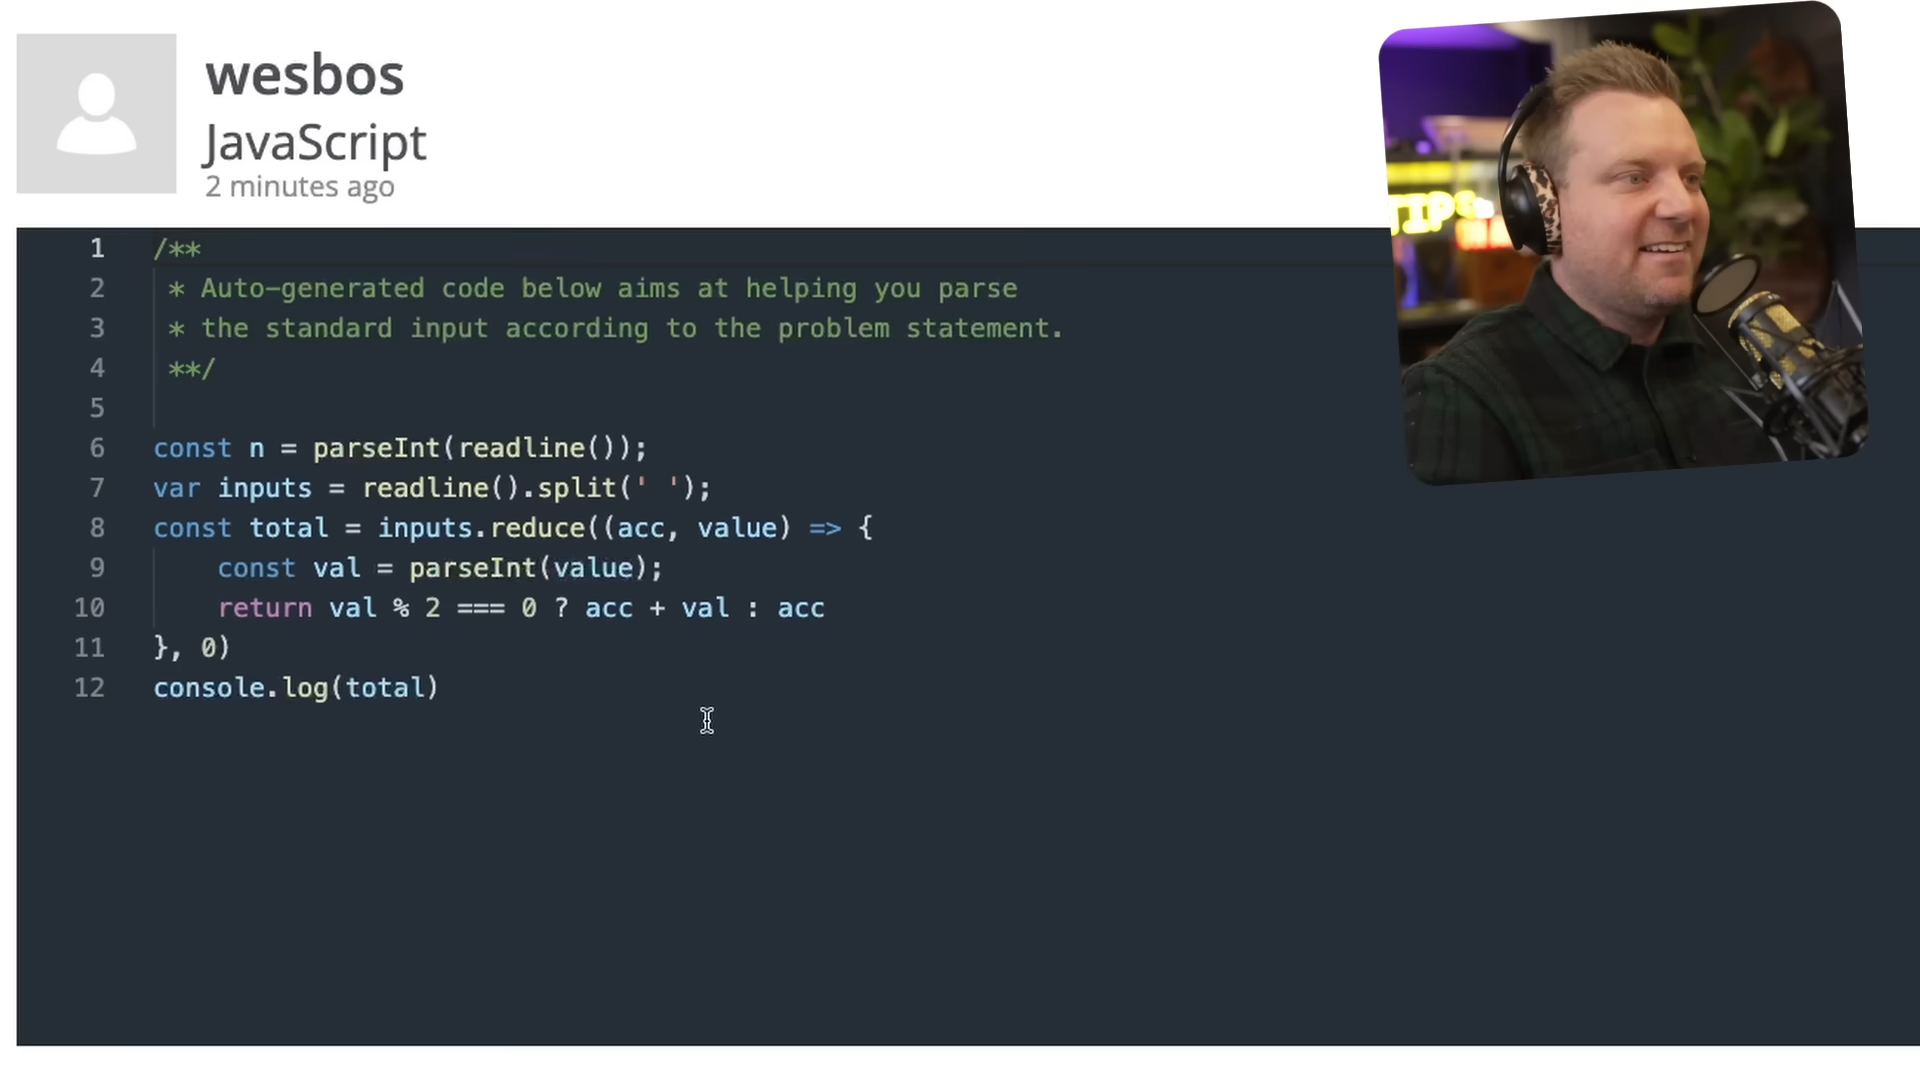 wesbos
JavaScript
2 minutes ago
TIPS
1 /**
2 * Auto-generated code below aims at helping you parse
3 * the standard input according to the problem statement.
4 **/
5
6 const n = parseInt(readline());
7 var inputs = readline().split(' ');
8 const total = inputs.reduce((acc, value) => {
9 const val = parseInt(value);
10 return val % 2 === 0 ? acc + val : acc
11 }, 0)
12 console.log(total)